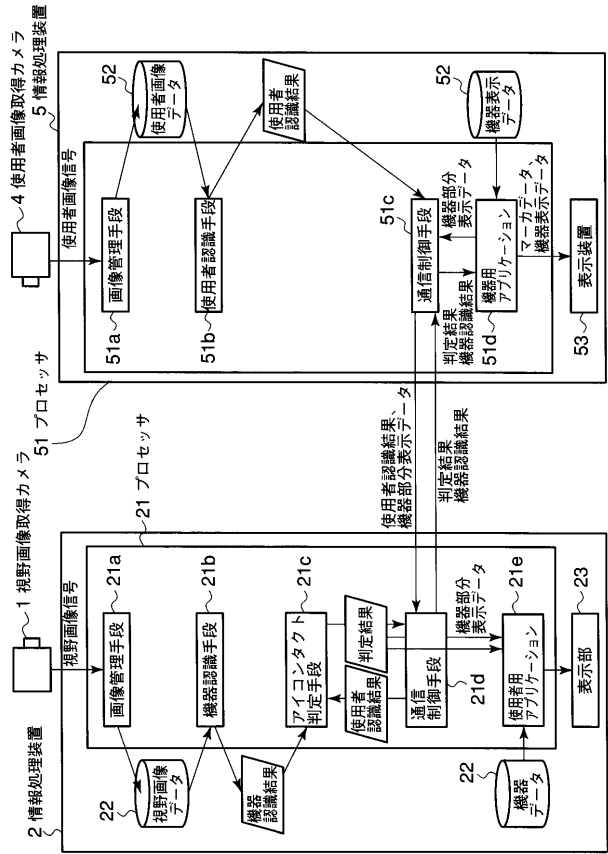 1 視野画像取得カメラ
視野画像信号
2 情報処理装置
21 プロセッサ
21a
画像管理手段
22
視野画像
データ
21b
機器認識手段
機器
認識結果
21c
アイコンタクト
判定手段
使用者
認識結果
判定結果
通信
制御手段
21d
機器部分
表示データ
21e
使用者用
アプリケーション
22
機器
データ
23
表示部
使用者認識結果、
機器部分表示データ
判定結果
機器認識結果
4 使用者画像取得カメラ
使用者画像信号
5 情報処理装置
51 プロセッサ
51a
画像管理手段
52
使用者画像
データ
51b
使用者認識手段
使用者
認識結果
51c
通信制御手段
判定結果
機器認識結果
機器部分
表示データ
51d
機器用
アプリケーション
52
機器表示
データ
マーカデータ、
機器表示データ
53
表示装置